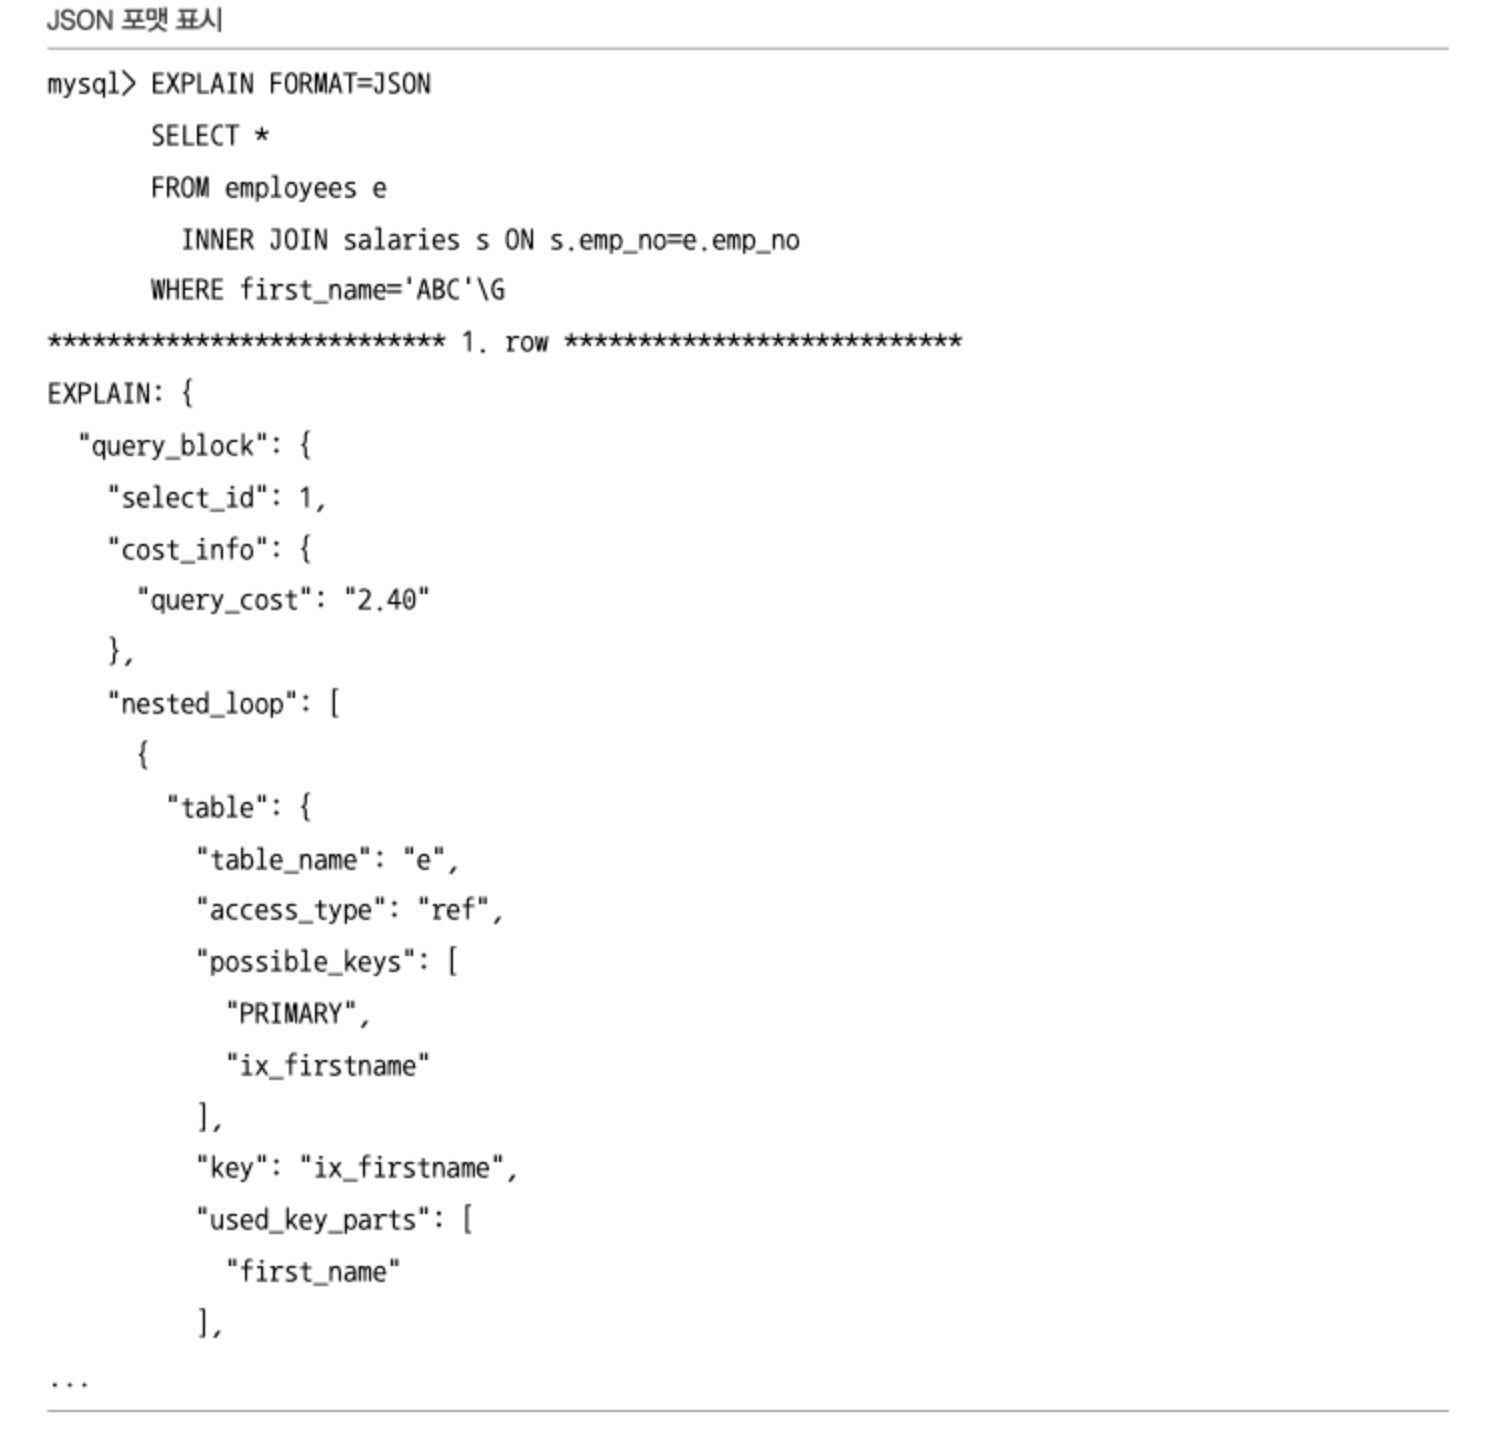 JSON 포맷 표시
mysql> EXPLAIN FORMAT=JSON
       SELECT *
       FROM employees e
         INNER JOIN salaries s ON s.emp_no=e.emp_no
       WHERE first_name='ABC'\G
*************************** 1. row ***************************
EXPLAIN: {
  "query_block": {
    "select_id": 1,
    "cost_info": {
      "query_cost": "2.40"
    },
    "nested_loop": [
      {
        "table": {
          "table_name": "e",
          "access_type": "ref",
          "possible_keys": [
            "PRIMARY",
            "ix_firstname"
          ],
          "key": "ix_firstname",
          "used_key_parts": [
            "first_name"
          ],
...